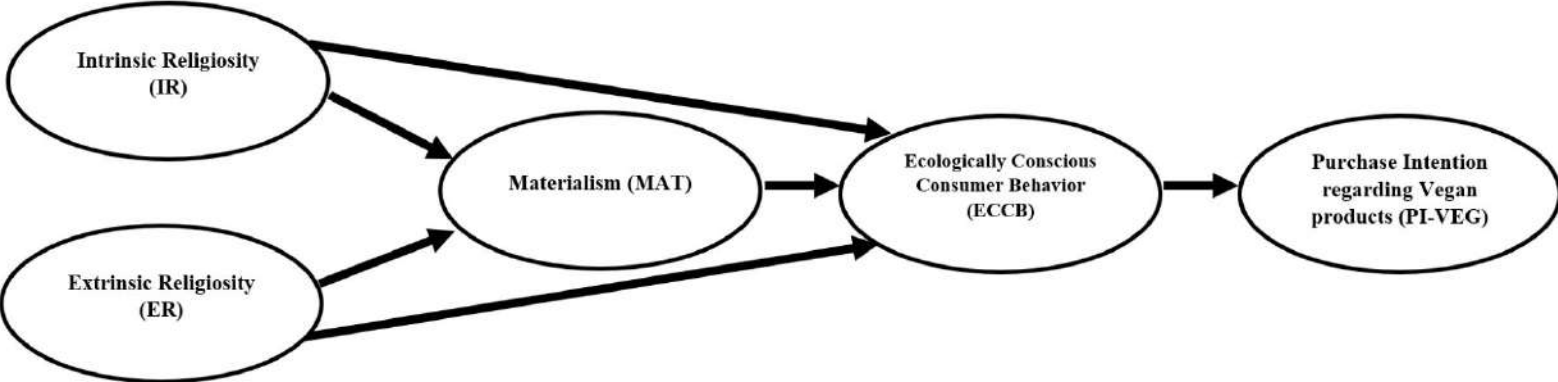 Intrinsic Religiosity
(IR)
Extrinsic Religiosity
(ER)
Materialism (MAT)
Ecologically Conscious
Consumer Behavior
(ECCB)
Purchase Intention
regarding Vegan
products (PI-VEG)